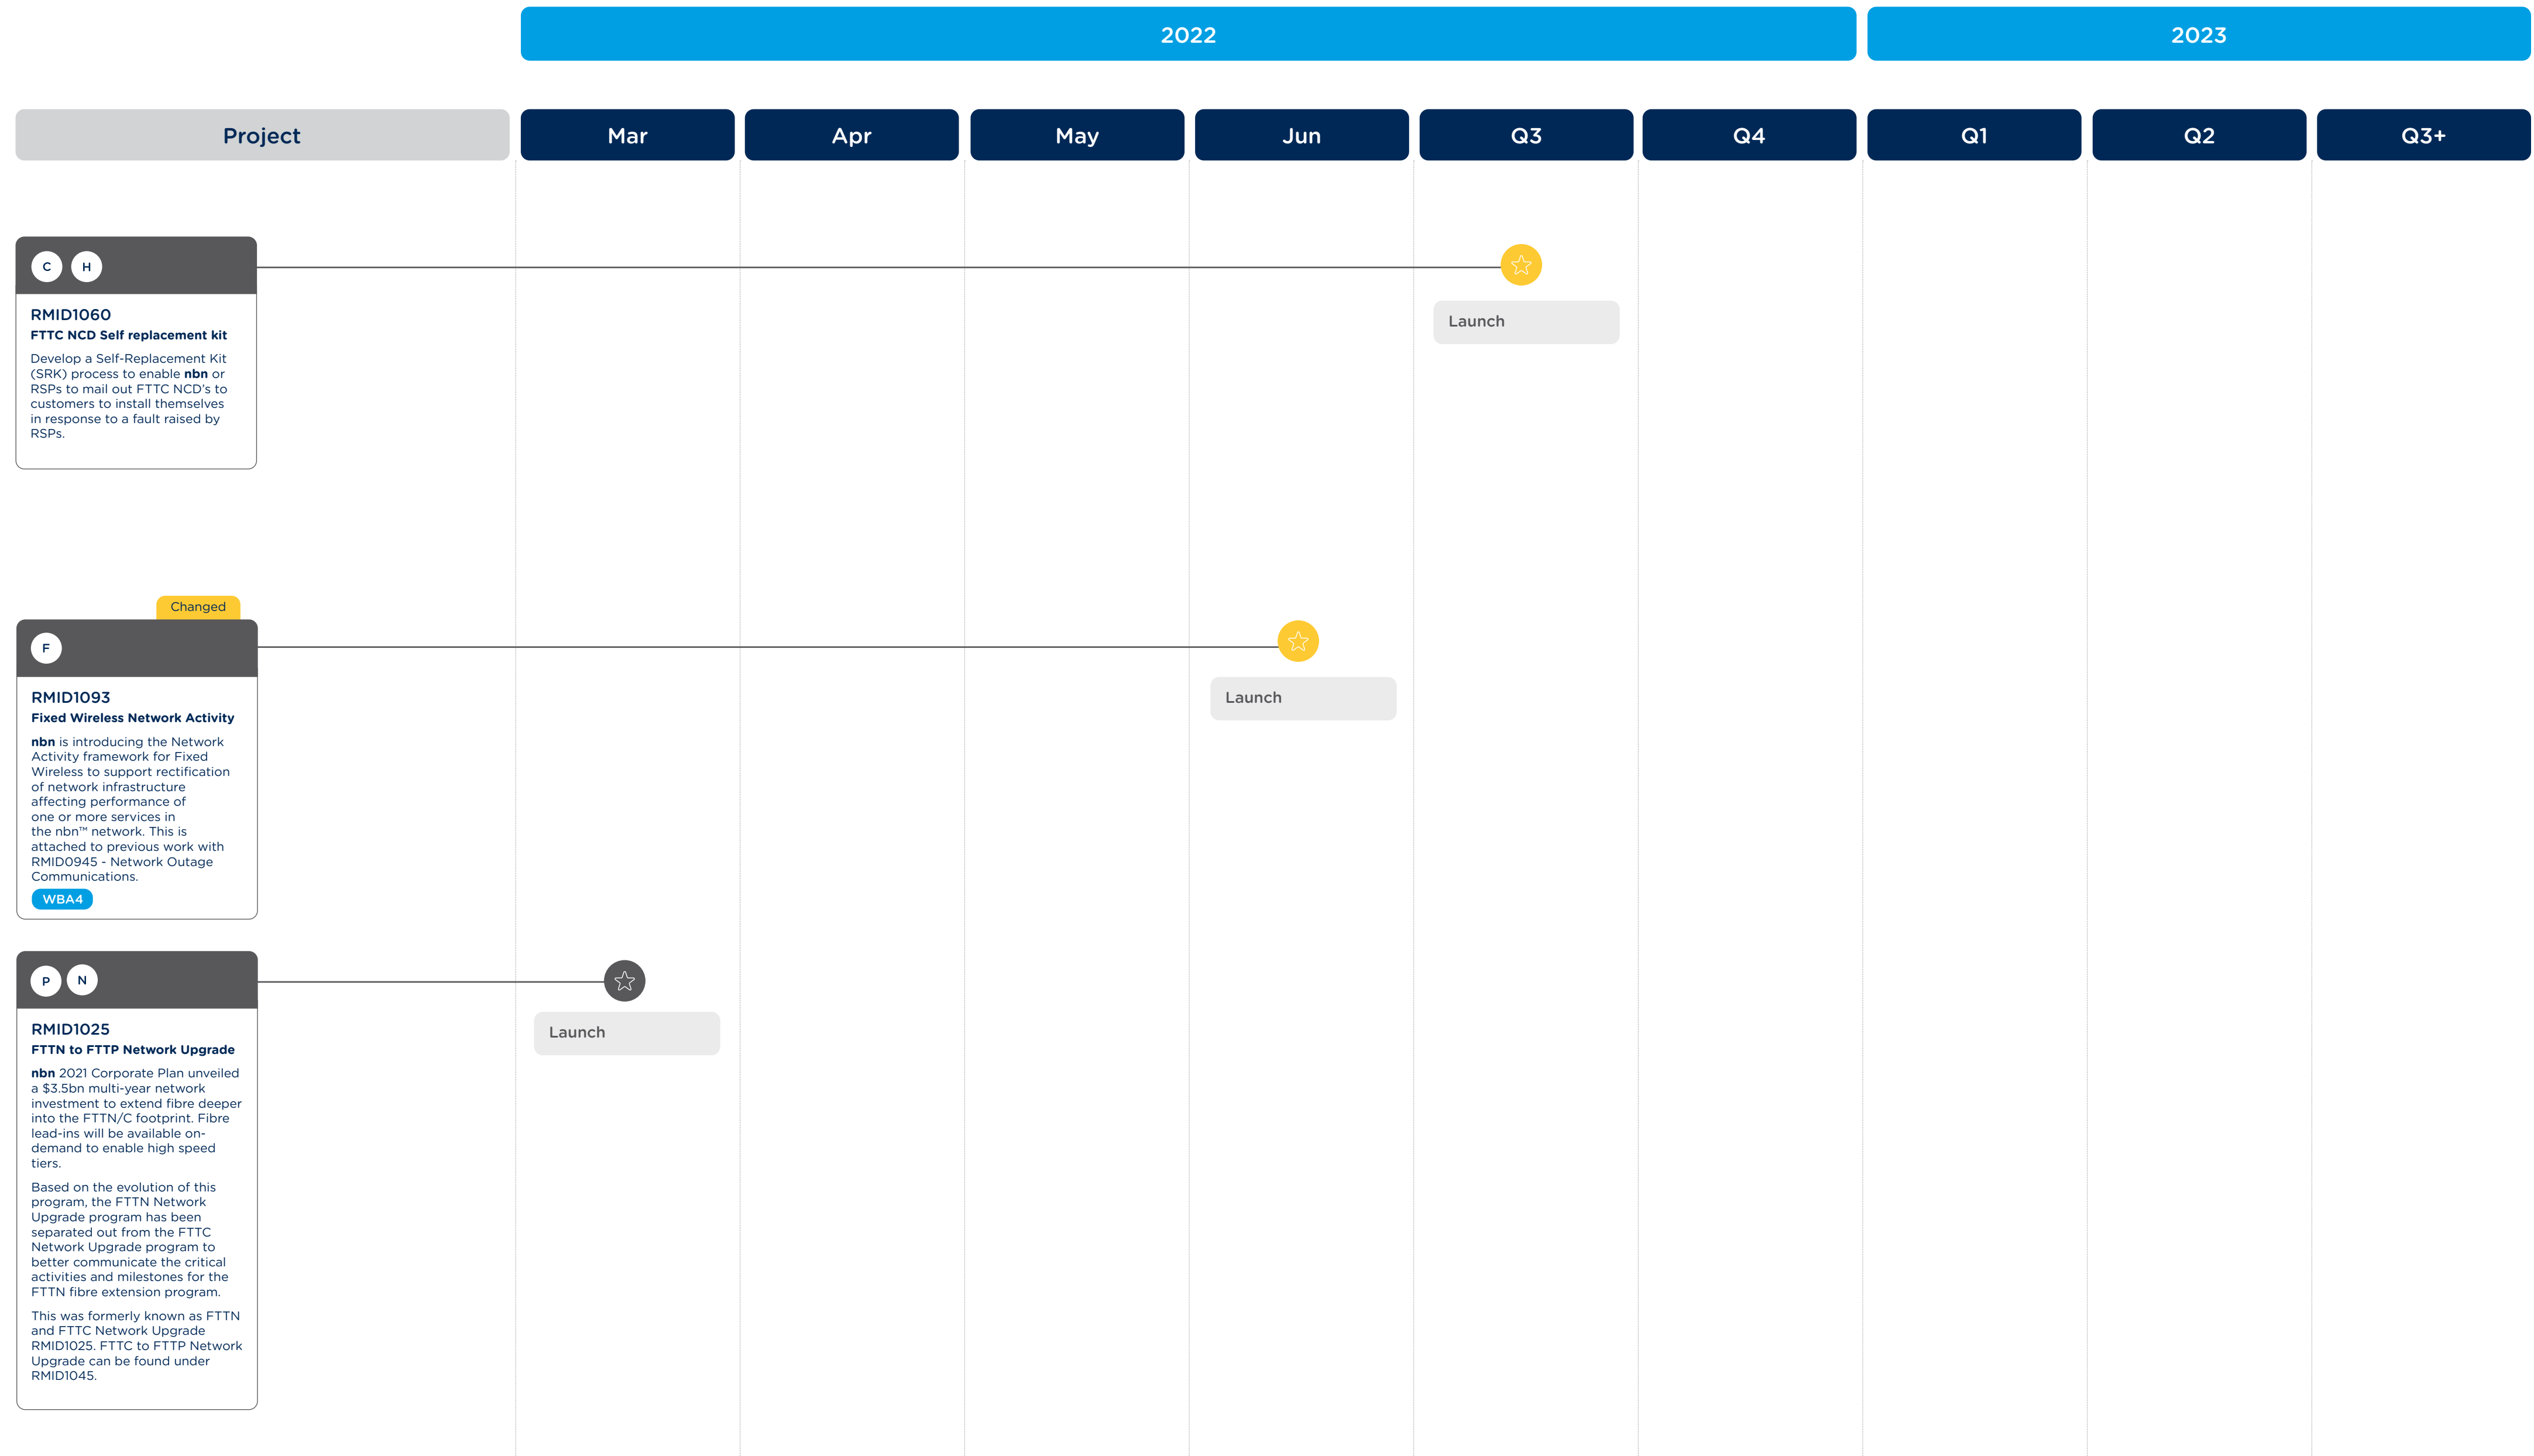 2022
2023
Project
Mar
Apr
May
Jun
Q3
Q4
Q1
Q2
Q3+
C
H
RMID1060
FTTC NCD Self replacement kit
Develop a Self-Replacement Kit
(SRK) process to enable nbn or
RSPs to mail out FTTC NCD's to
customers to install themselves
in response to a fault raised by
RSPs.
Launch
Changed
F
RMID1093
Fixed Wireless Network Activity
nbn is introducing the Network
Activity framework for Fixed
Wireless to support rectification
of network infrastructure
affecting performance of
one or more services in
the nbn™ network. This is
attached to previous work with
RMID0945 - Network Outage
Communications.
WBA4
Launch
P
N
RMID1025
FTTN to FTTP Network Upgrade
nbn 2021 Corporate Plan unveiled
a $3.5bn multi-year network
investment to extend fibre deeper
into the FTTN/C footprint. Fibre
lead-ins will be available on-
demand to enable high speed
tiers.
Based on the evolution of this
program, the FTTN Network
Upgrade program has been
separated out from the FTTC
Network Upgrade program to
better communicate the critical
activities and milestones for the
FTTN fibre extension program.
This was formerly known as FTTN
and FTTC Network Upgrade
RMID1025. FTTC to FTTP Network
Upgrade can be found under
RMID1045.
Launch